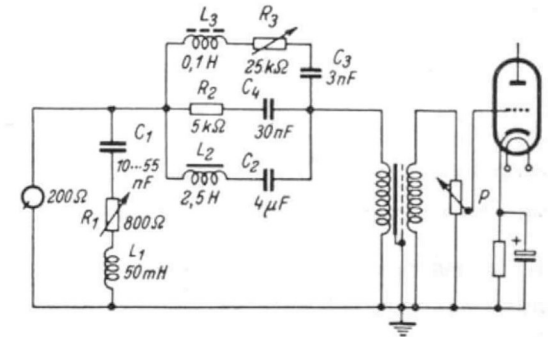 L3
R3
0,1 H
25 kΩ
C3
3nF
R2
C4
5 kΩ
30 nF
C1
10...55
nF
L2
C2
2,5 H
4 μF
200 Ω
R1
800Ω
L1
50mH
P
+